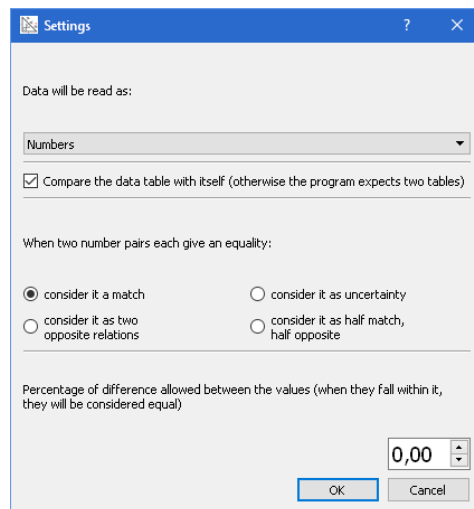 Settings
Data will be read as:
Numbers
Compare the data table with itself (otherwise the program expects two tables)
When two number pairs each give an equality:
consider it a match
consider it as uncertainty
consider it as two
opposite relations
consider it as half match,
half opposite
Percentage of difference allowed between the values (when they fall within it,
they will be considered equal)
0,00
OK
Cancel